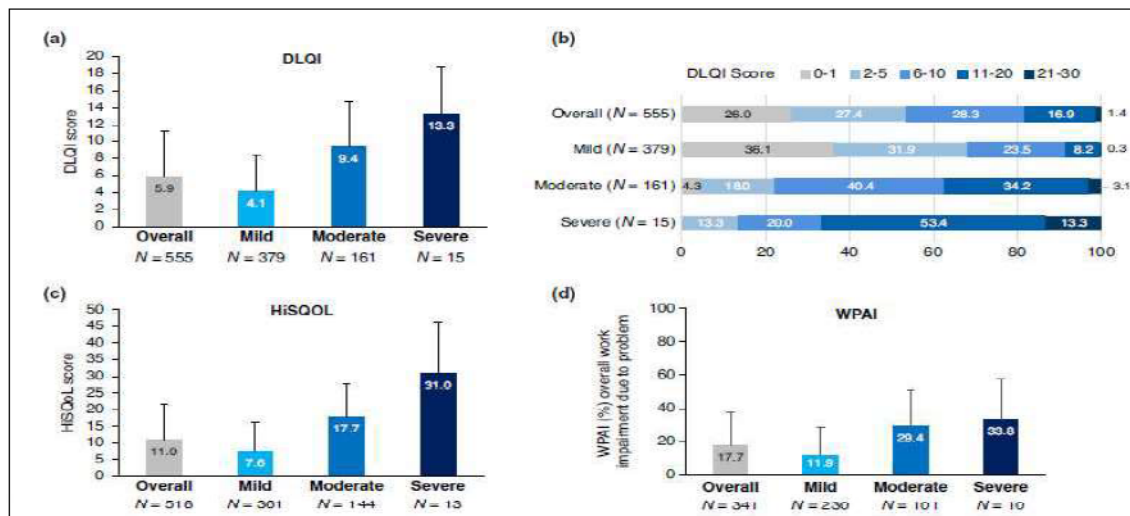 (a)
DLQI
20
18
16
14
12
10
8
6
4
2
0
DLQI score
5.9
4.1
9.4
13.3
Overall Mild Moderate Severe
N = 555 N = 379 N = 161 N = 15
(b)
DLQI Score 0-1 2-5 6-10 11-20 21-30
Overall (N = 555) 26.0 27.4 28.3 16.9 1.4
Mild (N = 379) 36.1 31.9 23.5 8.2 0.3
Moderate (N = 161) 4.3 18.0 40.4 34.2 3.1
Severe (N = 15) 13.3 20.0 53.4 13.3
0 20 40 60 80 100
(c)
HiSQOL
50
45
40
35
30
25
20
15
10
5
0
HiSQoL score
11.0
7.6
17.7
31.0
Overall Mild Moderate Severe
N = 144
(d)
WPAI
100
80
60
40
20
0
WPAI (%) overall work
impairment due to problem
17.7
11.9
29.4
33.8
Overall Mild Moderate Severe
N = 341 N = 230 N = 101 N = 10